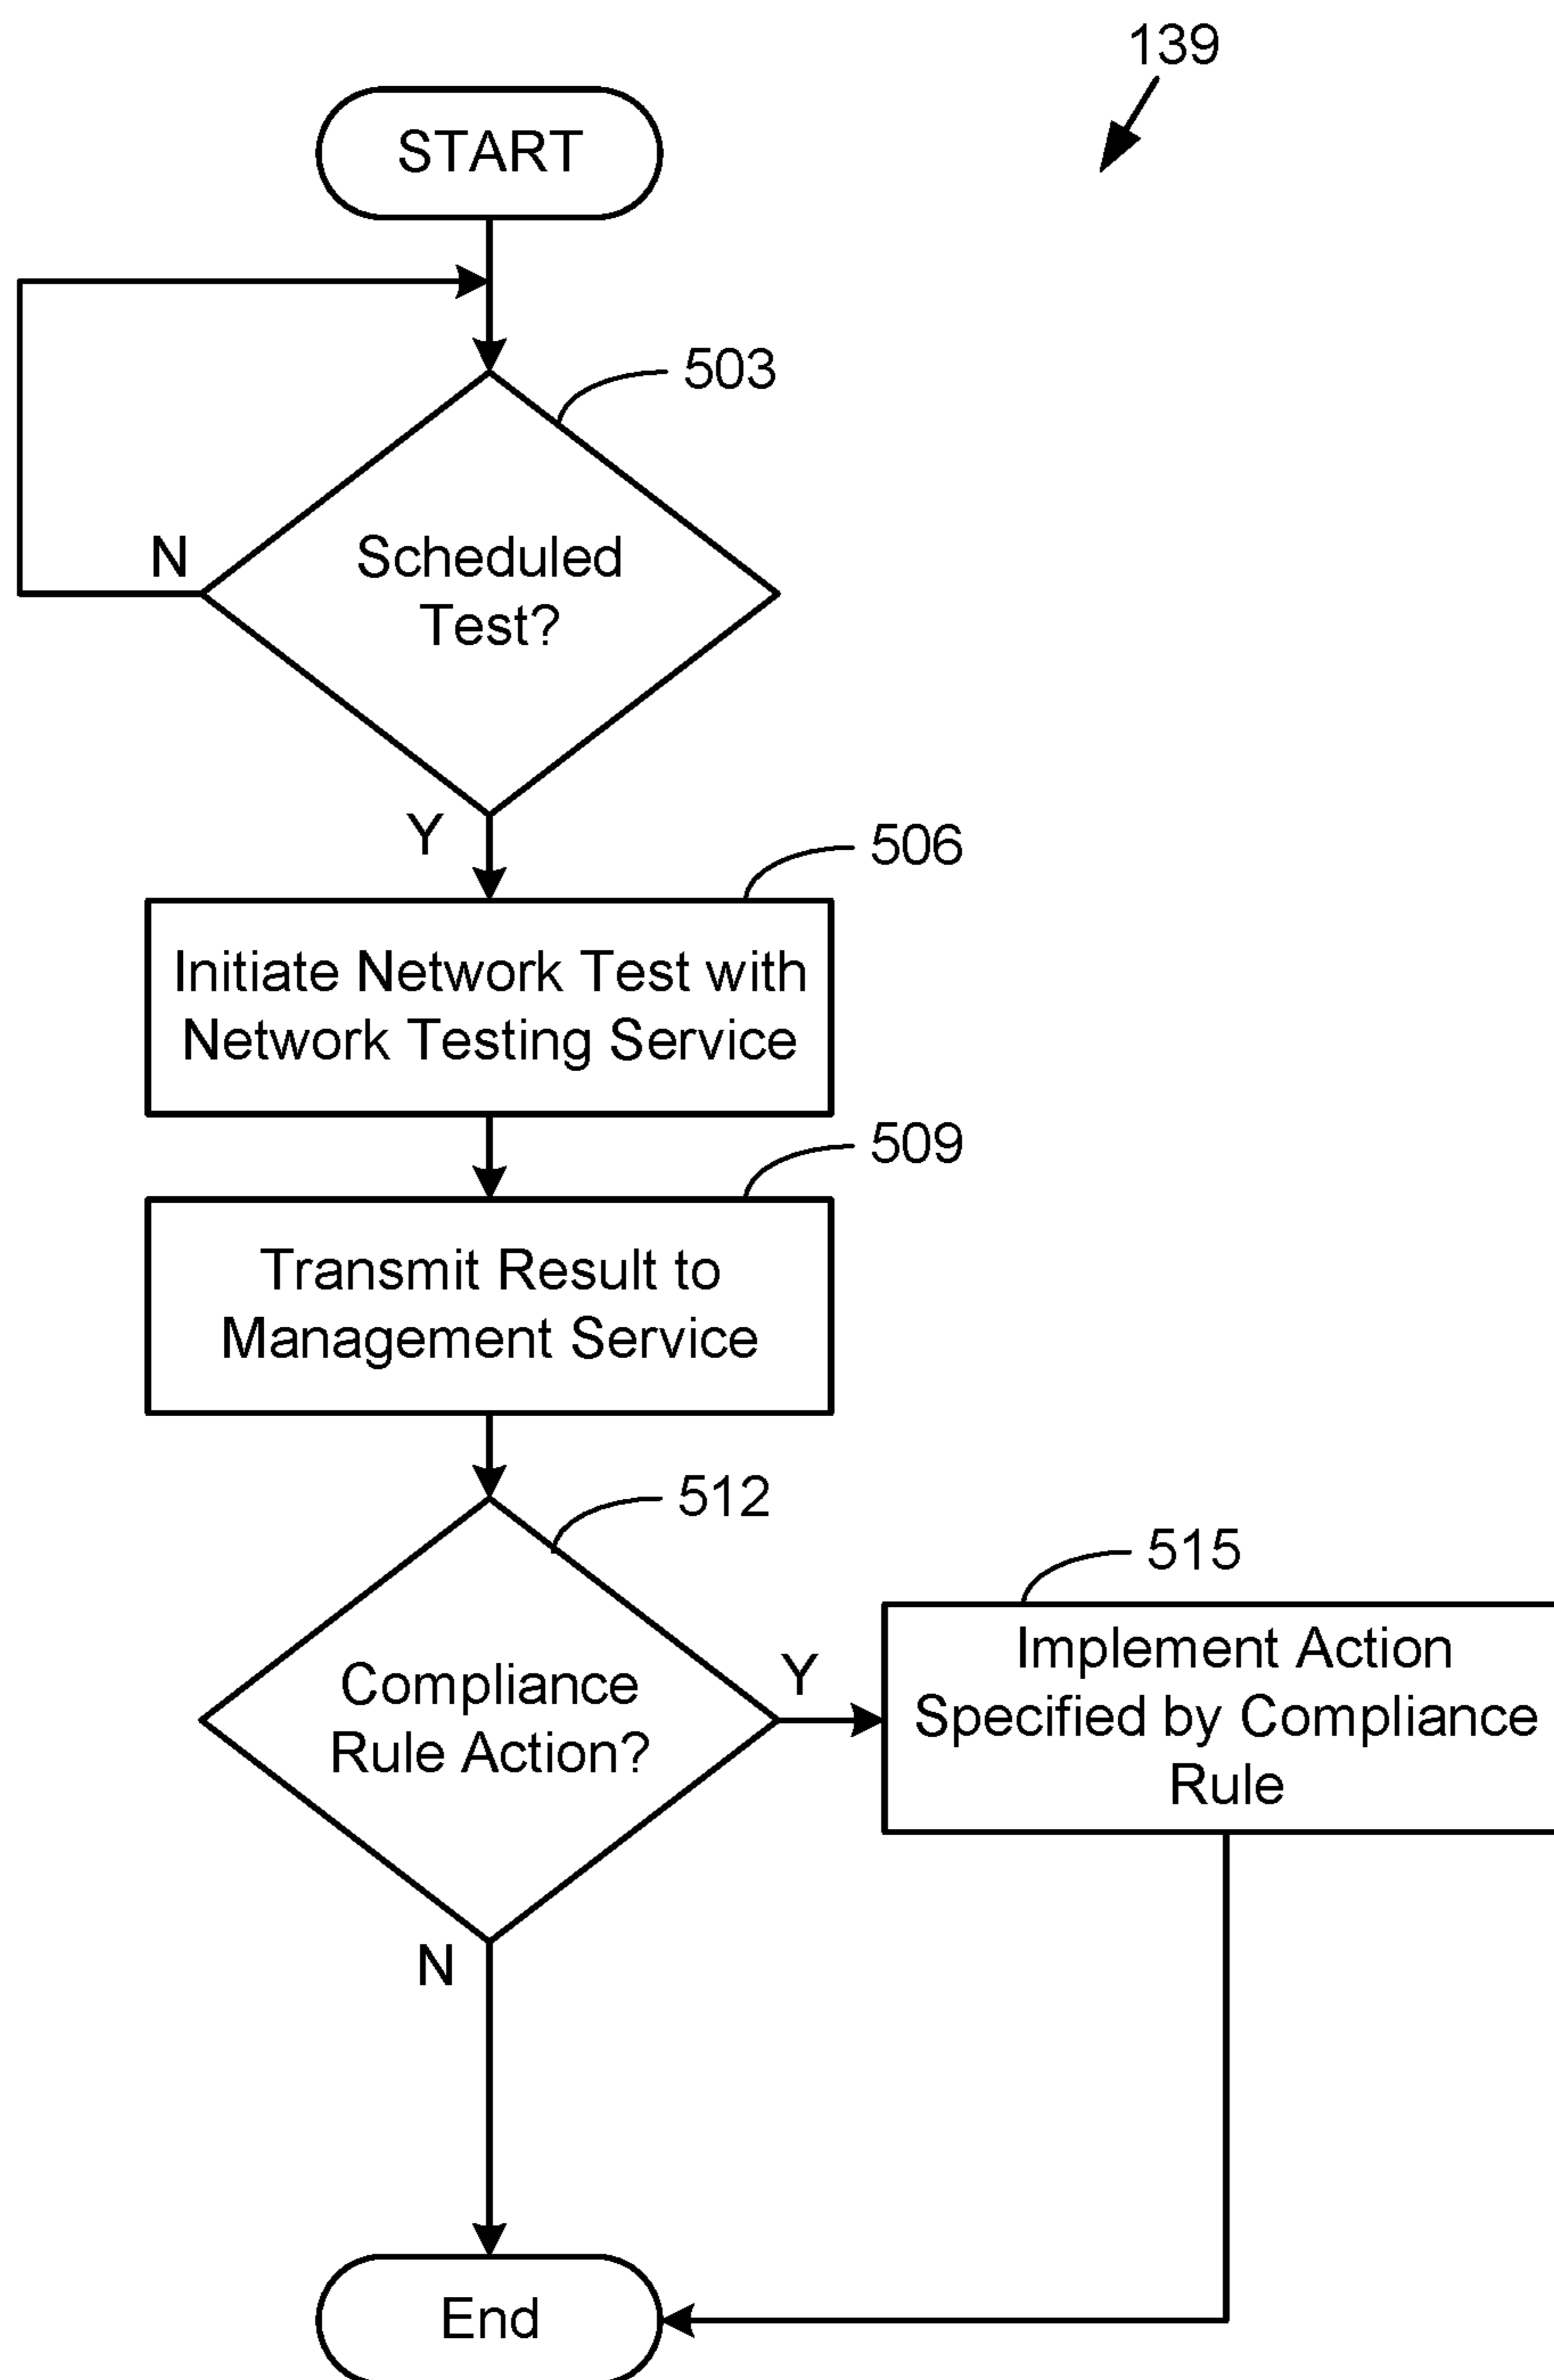 139
START
503
Scheduled
Test?
N
Y
506
Initiate Network Test with
Network Testing Service
509
Transmit Result to
Management Service
512
Compliance
Rule Action?
Y
515
Implement Action
Specified by Compliance
Rule
N
End